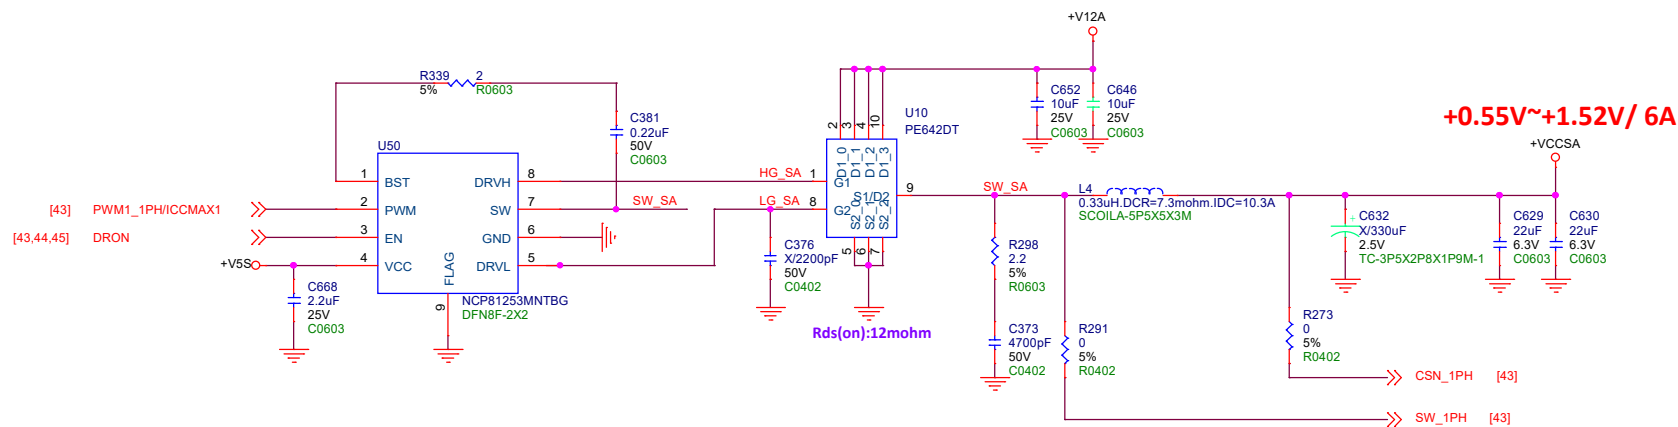 +V12A
R339
2
5%
R0603
C381
0.22uF
50V
C0603
C652
10uF
25V
C0603
C646
10uF
25V
C0603
+0.55V~+1.52V/ 6A
+VCCSA
U10
PE642DT
2
3
4
10
D1_0
D1_1
D1_2
D1_3
U50
1
BST
DRVH
8
HG_SA
1
G1
[43]
PWM1_1PH/ICCMAX1
2
PWM
SW
7
SW_SA
LG_SA
8
G2
S1/D2
9
SW_SA
S2_0
S2_1
S2_2
5
6
7
[43,44,45]
DRON
3
EN
GND
6
+V5S
4
VCC
DRVL
5
FLAG
9
NCP81253MNTBG
DFN8F-2X2
C668
2.2uF
25V
C0603
C376
X/2200pF
50V
C0402
Rds(on):12mohm
L4
0.33uH.DCR=7.3mohm.IDC=10.3A
SCOILA-5P5X5X3M
R298
2.2
5%
R0603
C373
4700pF
50V
C0402
R291
0
5%
R0402
+
C632
X/330uF
2.5V
TC-3P5X2P8X1P9M-1
C629
22uF
6.3V
C0603
C630
22uF
6.3V
C0603
R273
0
5%
R0402
CSN_1PH
[43]
SW_1PH
[43]